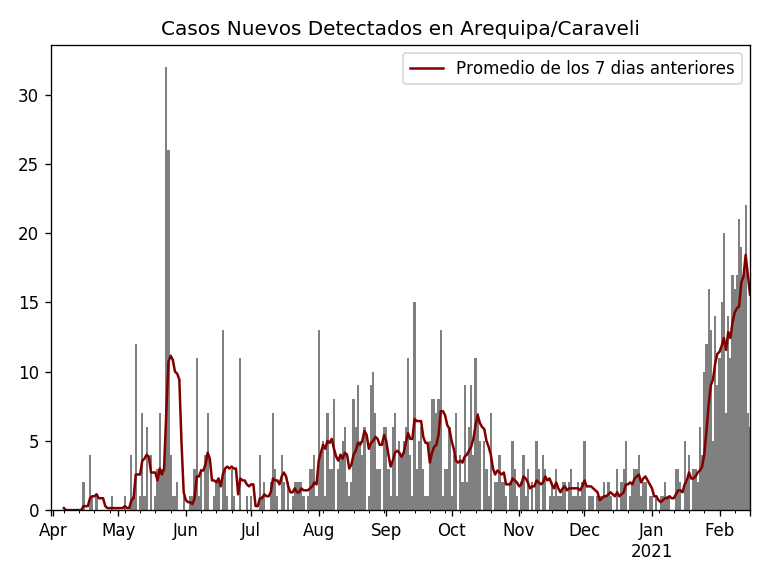 Casos Nuevos Detectados en Arequipa/Caraveli
Promedio de los 7 dias anteriores
30
25
20
15
10
5
0
Apr May Jun Jul Aug Sep Oct Nov Dec Jan Feb
2021